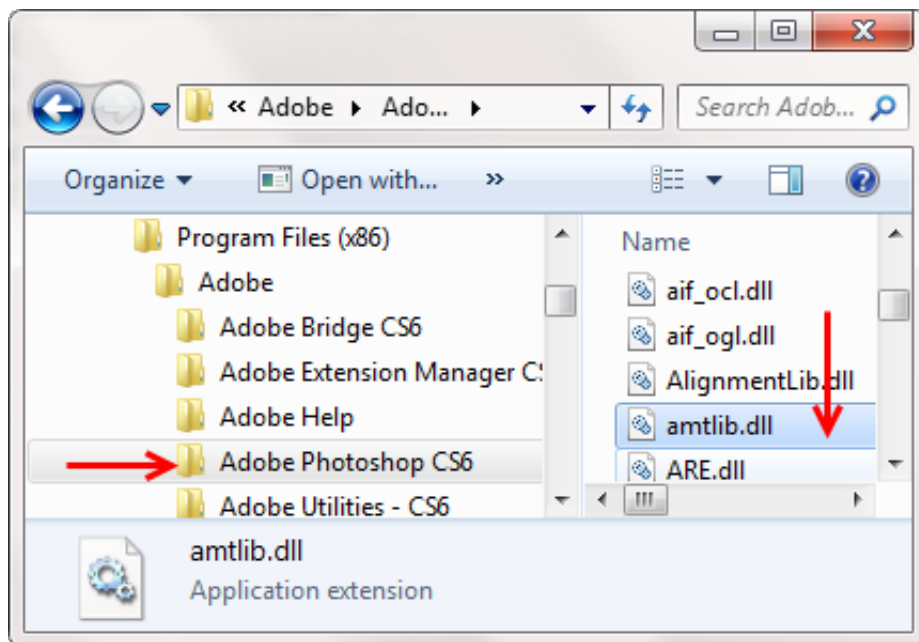 « Adobe ▸ Ado... ▸
Search Adob...
Organize
Open with...
»
Program Files (x86)
Adobe
Adobe Bridge CS6
Adobe Extension Manager C
Adobe Help
Adobe Photoshop CS6
Adobe Utilities - CS6
Name
aif_ocl.dll
aif_ogl.dll
AlignmentLib.dll
amtlib.dll
ARE.dll
amtlib.dll
Application extension